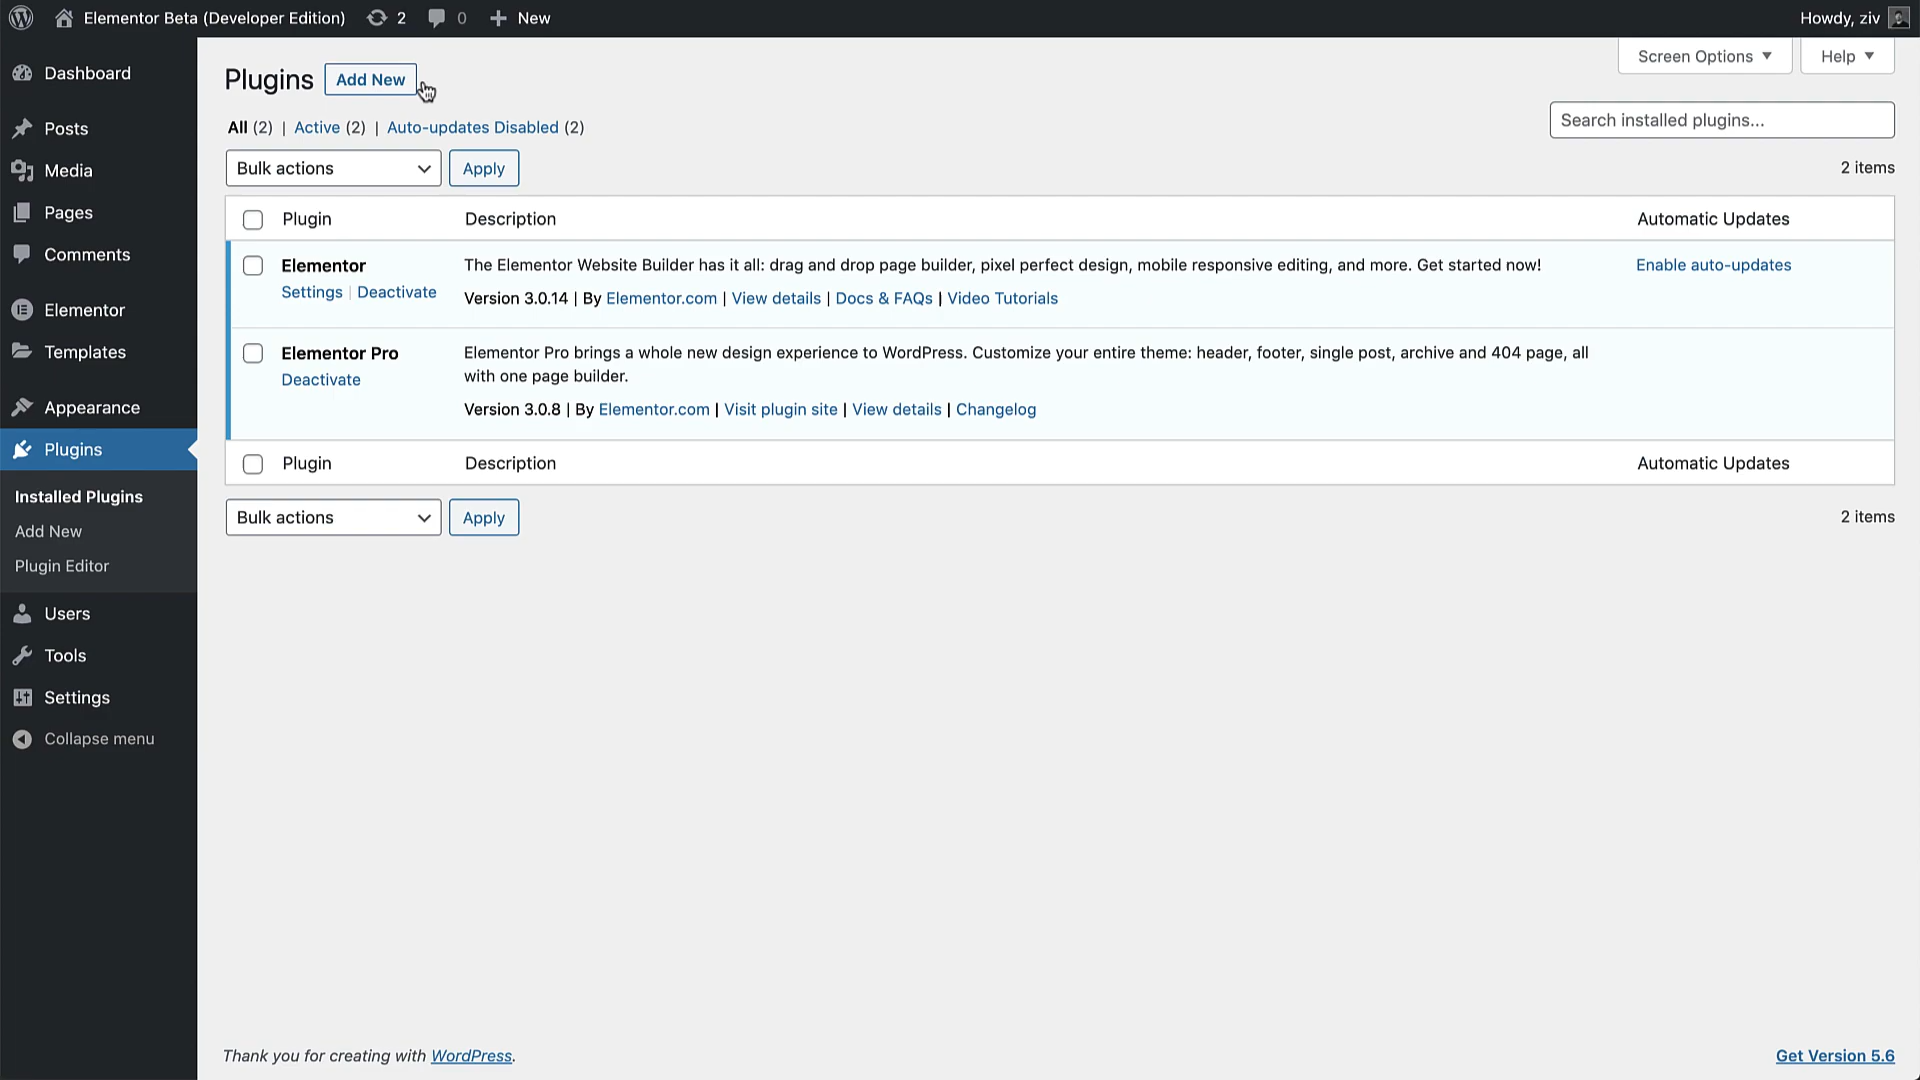 Elementor Beta (Developer Edition) 2 0 New Howdy, ziv
Dashboard
Posts
Media
Pages
Comments
Elementor
Templates
Appearance
Plugins
Installed Plugins
Add New
Plugin Editor
Users
Tools
Settings
Collapse menu
Screen Options Help
Plugins Add New
All (2) | Active (2) | Auto-updates Disabled (2)
Search installed plugins...
Bulk actions Apply 2 items
Plugin Description Automatic Updates
Elementor
Settings | Deactivate
The Elementor Website Builder has it all: drag and drop page builder, pixel perfect design, mobile responsive editing, and more. Get started now!
Version 3.0.14 | By Elementor.com | View details | Docs & FAQs | Video Tutorials
Enable auto-updates
Elementor Pro
Deactivate
Elementor Pro brings a whole new design experience to WordPress. Customize your entire theme: header, footer, single post, archive and 404 page, all
with one page builder.
Version 3.0.8 | By Elementor.com | Visit plugin site | View details | Changelog
Plugin Description Automatic Updates
Bulk actions Apply 2 items
Thank you for creating with WordPress. Get Version 5.6